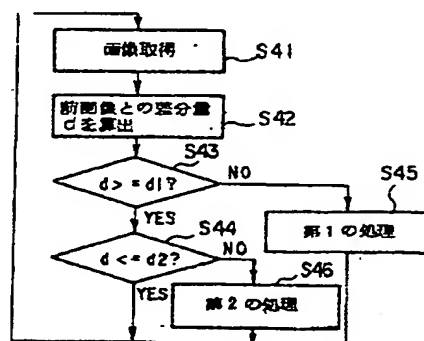 画像取得
S41
前画像との差分量
dを算出
S42
S43
d>=d1?
NO
S45
YES
第1の処理
S44
d<=d2?
NO
S46
YES
第2の処理